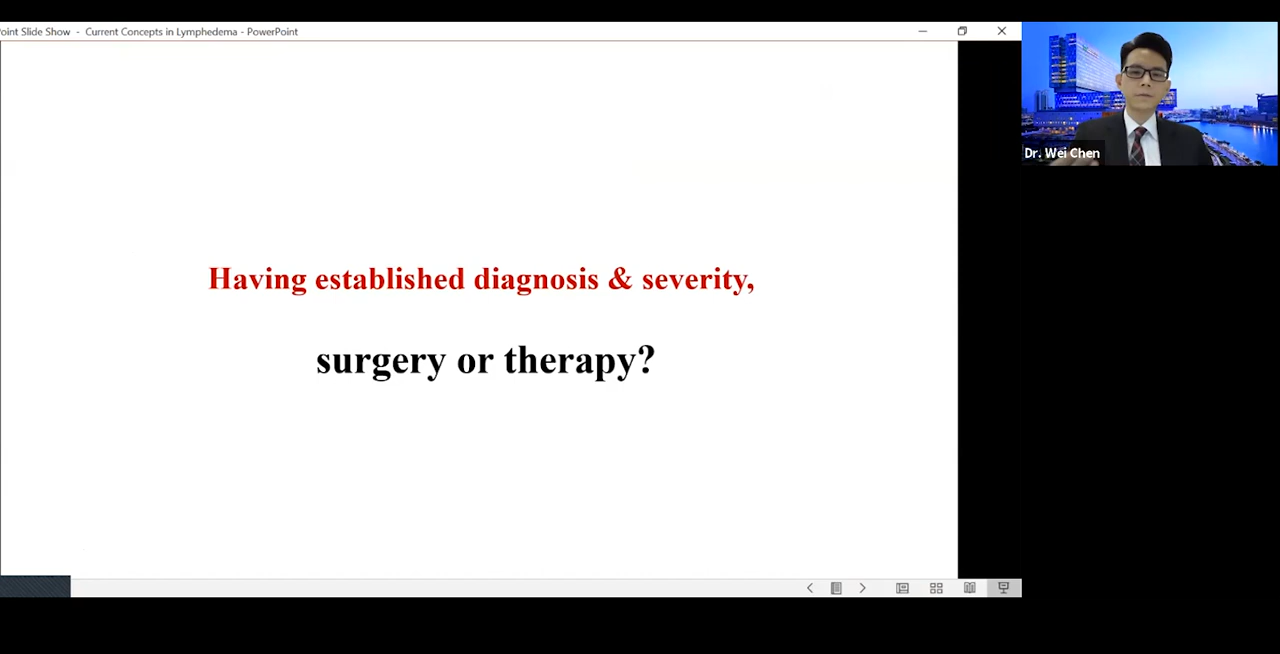 oint Slide Show - Current Concepts in Lymphedema - PowerPoint
Dr. Wei Chen
Having established diagnosis & severity,
surgery or therapy?